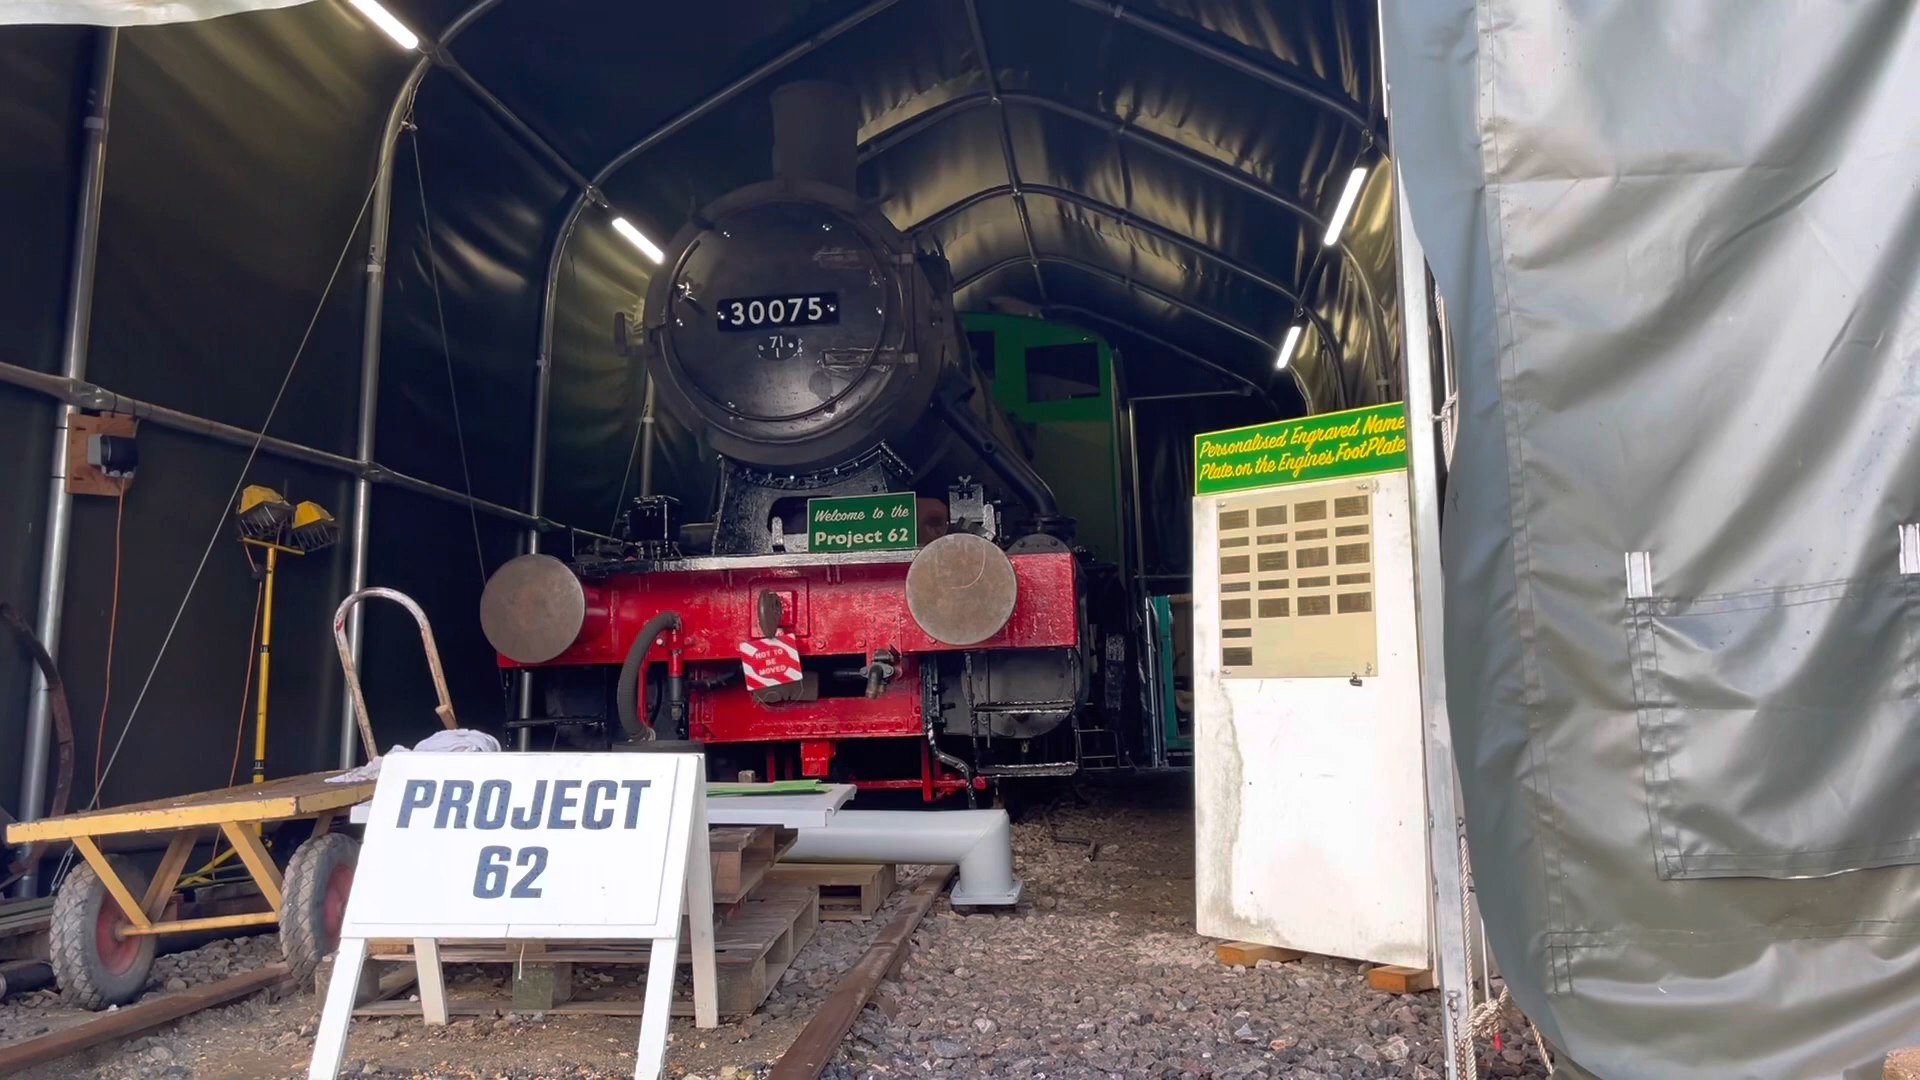 30075
71
1
Personalised Engraved Name
Plate on the Engine's FootPlate
Welcome to the
Project 62
NOT TO
BE
MOVED
PROJECT
62